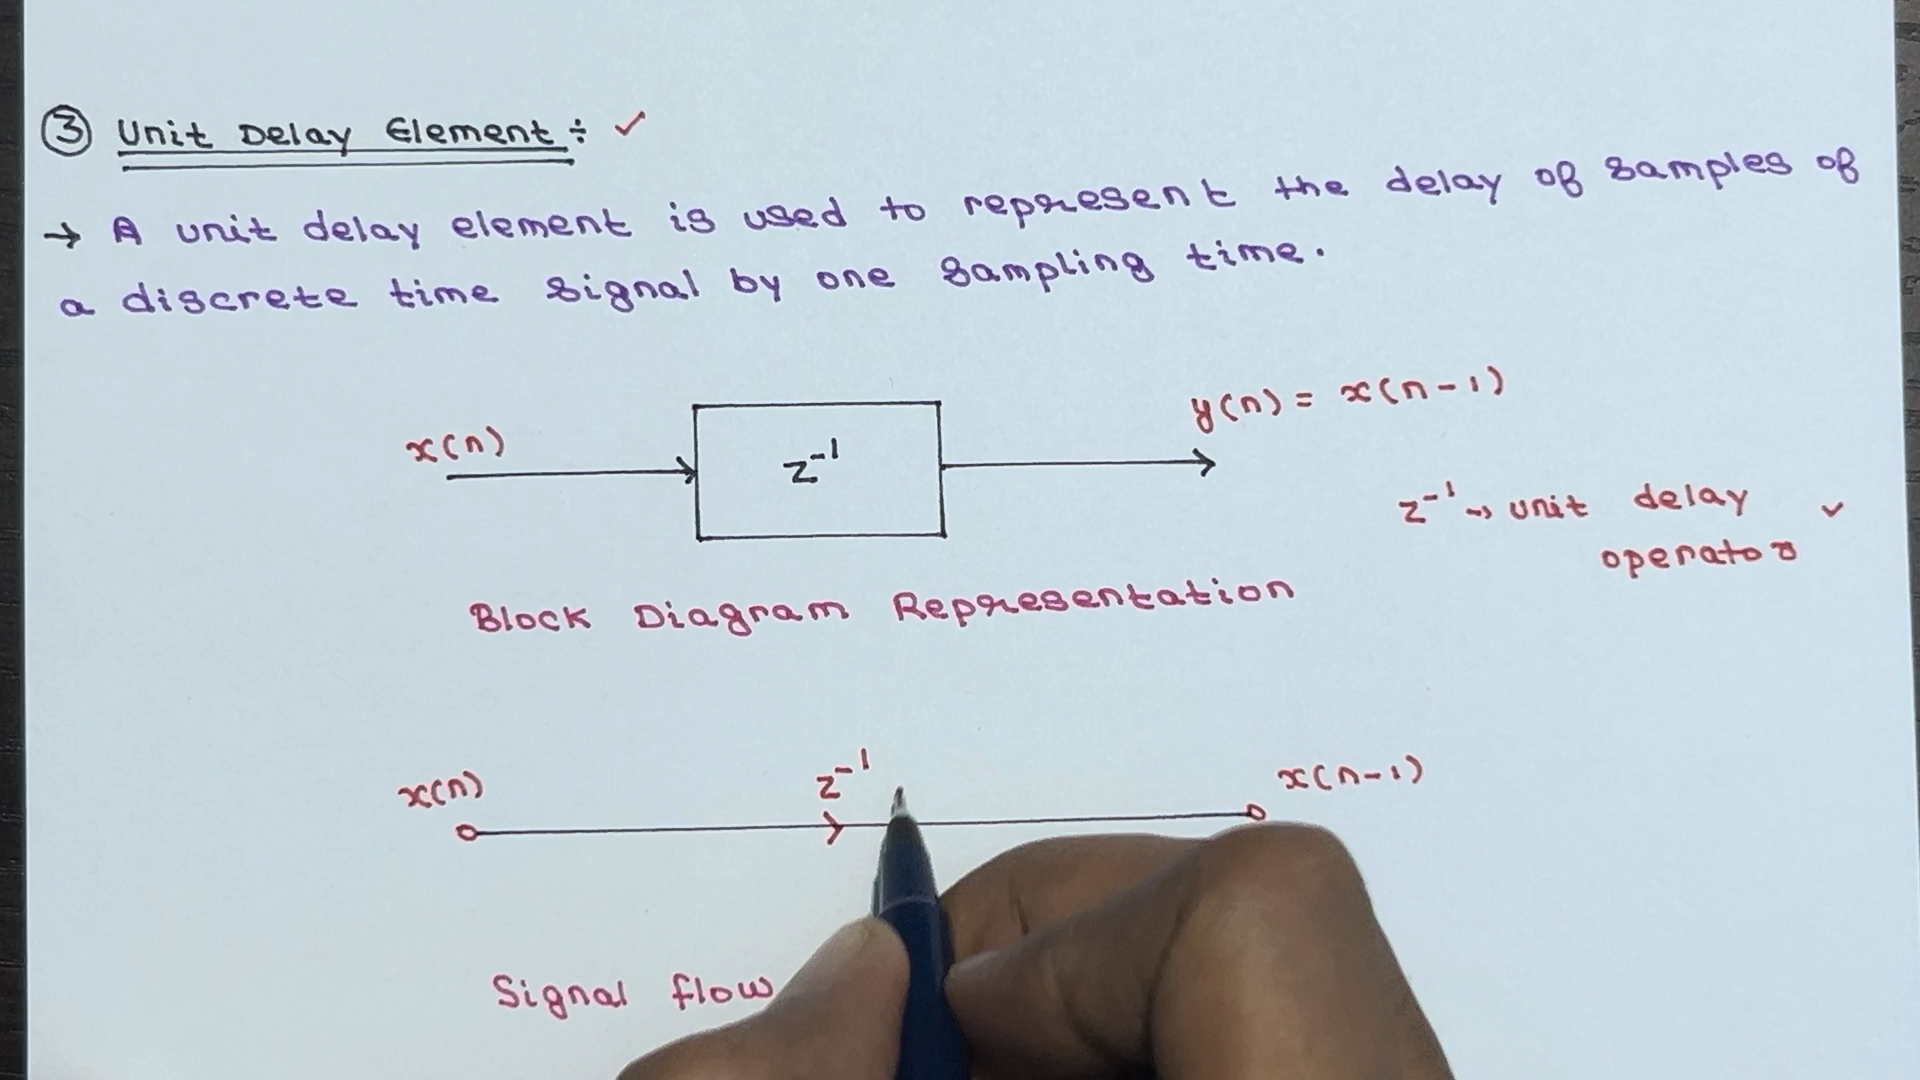 ③ Unit Delay Element ÷ ✓
→ A unit delay element is used to represent the delay of samples of
a discrete time signal by one sampling time.
x(n)
z⁻¹
y(n) = x(n-1)
z⁻¹ → unit delay ✓
operator
Block Diagram Representation
x(n)
z⁻¹
x(n-1)
Signal flow